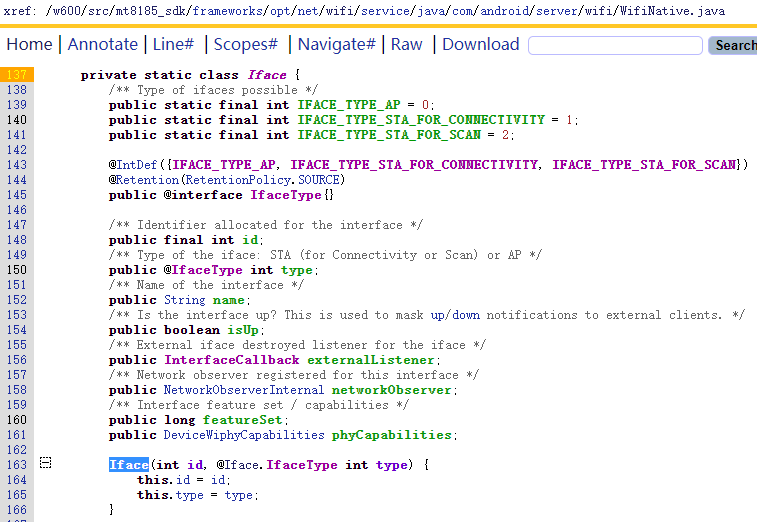 xref: /w600/src/mt8185_sdk/frameworks/opt/net/wifi/service/java/com/android/server/wifi/WifiNative.java
Home | Annotate | Line# | Scopes# | Navigate# | Raw | Download Search
137 private static class Iface {
138 /** Type of ifaces possible */
139 public static final int IFACE_TYPE_AP = 0;
140 public static final int IFACE_TYPE_STA_FOR_CONNECTIVITY = 1;
141 public static final int IFACE_TYPE_STA_FOR_SCAN = 2;
142
143 @IntDef({IFACE_TYPE_AP, IFACE_TYPE_STA_FOR_CONNECTIVITY, IFACE_TYPE_STA_FOR_SCAN})
144 @Retention(RetentionPolicy.SOURCE)
145 public @interface IfaceType{}
146
147 /** Identifier allocated for the interface */
148 public final int id;
149 /** Type of the iface: STA (for Connectivity or Scan) or AP */
150 public @IfaceType int type;
151 /** Name of the interface */
152 public String name;
153 /** Is the interface up? This is used to mask up/down notifications to external clients. */
154 public boolean isUp;
155 /** External iface destroyed listener for the iface */
156 public InterfaceCallback externalListener;
157 /** Network observer registered for this interface */
158 public NetworkObserverInternal networkObserver;
159 /** Interface feature set / capabilities */
160 public long featureSet;
161 public DeviceWiphyCapabilities phyCapabilities;
162
163 Iface(int id, @Iface.IfaceType int type) {
164 this.id = id;
165 this.type = type;
166 }